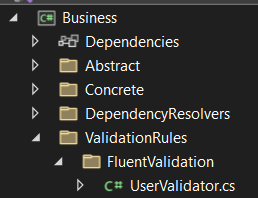 Business
Dependencies
Abstract
Concrete
DependencyResolvers
ValidationRules
FluentValidation
UserValidator.cs